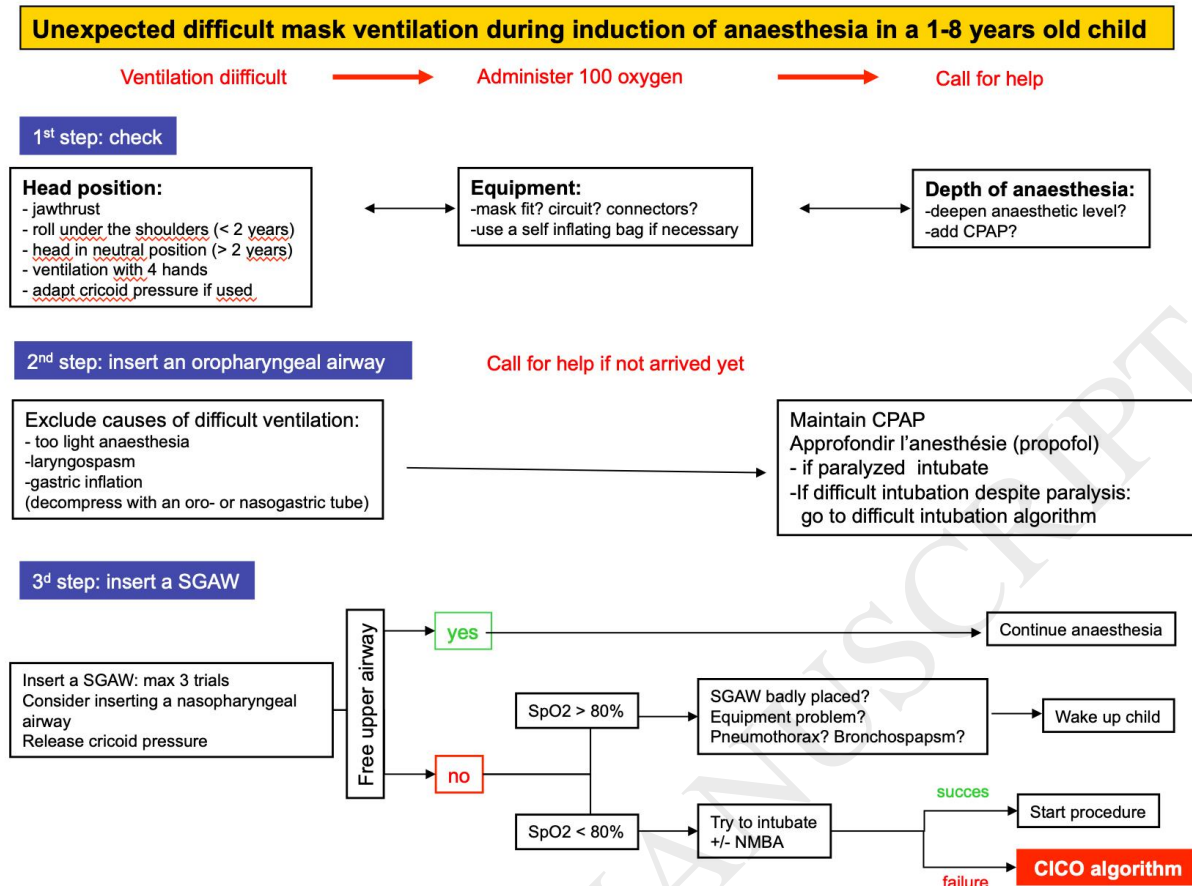 Unexpected difficult mask ventilation during induction of anaesthesia in a 1-8 years old child
Ventilation diifficult
Administer 100 oxygen
Call for help
1st step: check
Head position:
- jawthrust
- roll under the shoulders (< 2 years)
- head in neutral position (> 2 years)
- ventilation with 4 hands
- adapt cricoid pressure if used
Equipment:
-mask fit? circuit? connectors?
-use a self inflating bag if necessary
Depth of anaesthesia:
-deepen anaesthetic level?
-add CPAP?
2nd step: insert an oropharyngeal airway
Call for help if not arrived yet
Exclude causes of difficult ventilation:
- too light anaesthesia
-laryngospasm
-gastric inflation
(decompress with an oro- or nasogastric tube)
Maintain CPAP
Approfondir l'anesthésie (propofol)
- if paralyzed intubate
-If difficult intubation despite paralysis:
go to difficult intubation algorithm
3d step: insert a SGAW
Insert a SGAW: max 3 trials
Consider inserting a nasopharyngeal
airway
Release cricoid pressure
Free upper airway
yes
Continue anaesthesia
no
SpO2 > 80%
SGAW badly placed?
Equipment problem?
Pneumothorax? Bronchospapsm?
Wake up child
SpO2 < 80%
Try to intubate
+/- NMBA
succes
Start procedure
failure
CICO algorithm
ANUSCRIPT